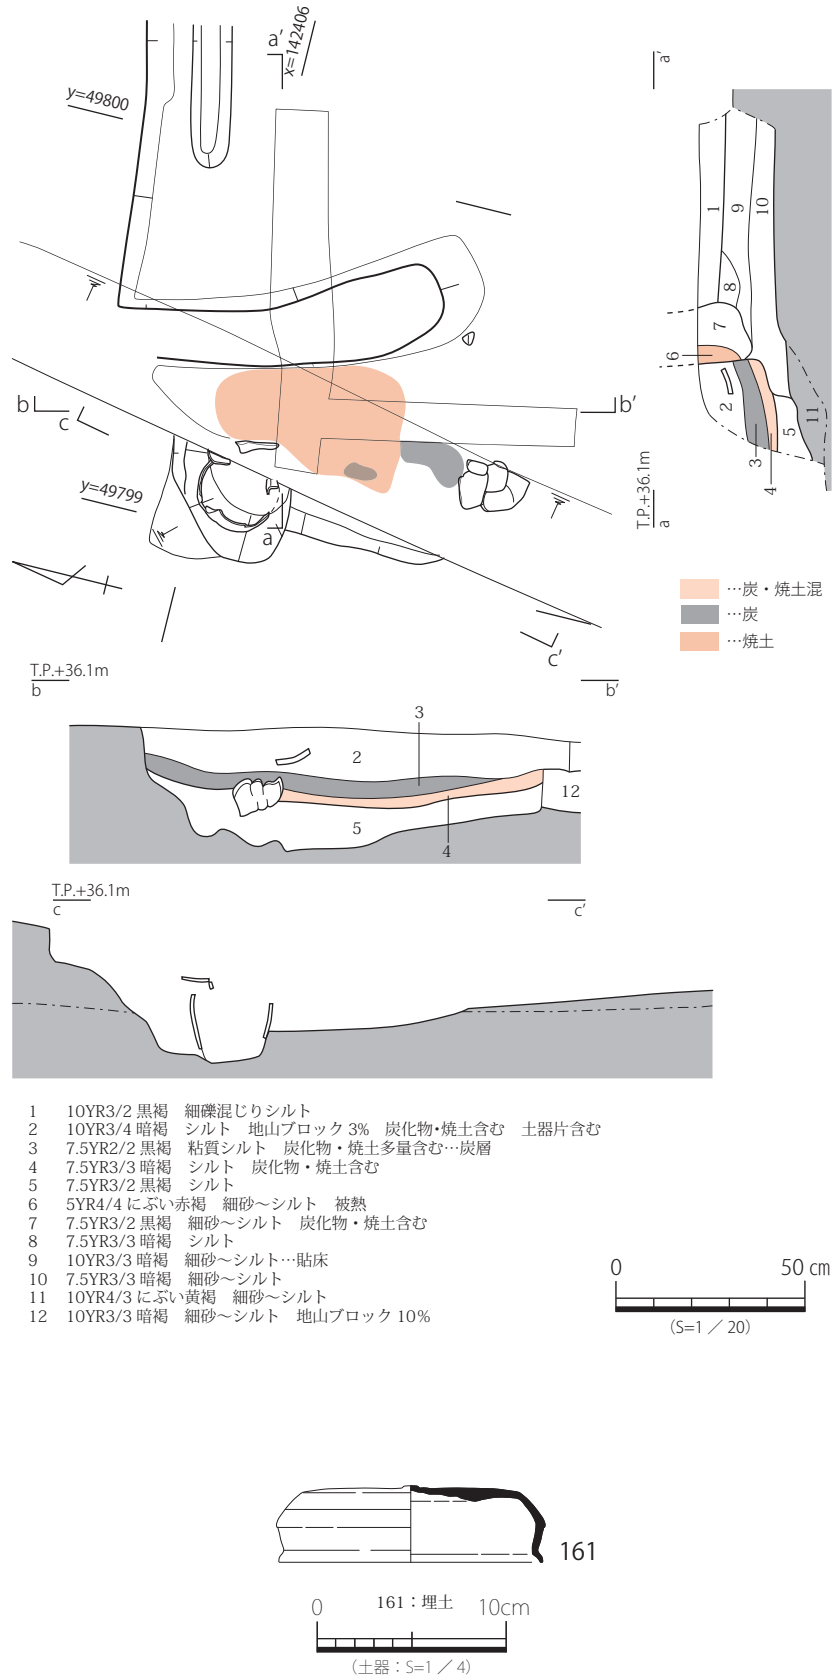 a'
x=142406
y=49800
a'
1
9
10
8
7
6
2
11
5
3
4
b
c
b'
y=49799
a
T.P.+36.1m
a
…炭・焼土混
…炭
…焼土
c'
T.P.+36.1m
b
b'
3
2
12
5
4
T.P.+36.1m
c
c'
1 10YR3/2 黒褐 細礫混じりシルト
2 10YR3/4 暗褐 シルト 地山ブロック 3% 炭化物・焼土含む 土器片含む
3 7.5YR2/2 黒褐 粘質シルト 炭化物・焼土多量含む…炭層
4 7.5YR3/3 暗褐 シルト 炭化物・焼土含む
5 7.5YR3/2 黒褐 シルト
6 5YR4/4 にぶい赤褐 細砂～シルト 被熱
7 7.5YR3/2 黒褐 細砂～シルト 炭化物・焼土含む
8 7.5YR3/3 暗褐 シルト
9 10YR3/3 暗褐 細砂～シルト…貼床
10 7.5YR3/3 暗褐 細砂～シルト
11 10YR4/3 にぶい黄褐 細砂～シルト
12 10YR3/3 暗褐 細砂～シルト 地山ブロック 10%
0 50 cm
（S=1 ／ 20）
161
161：埋土
0 10cm
（土器：S=1 ／ 4）